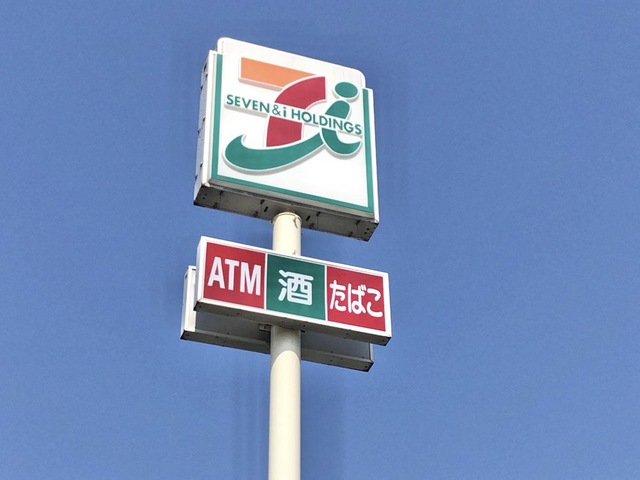 SEVEN&i HOLDINGS
ATM 酒 たばこ